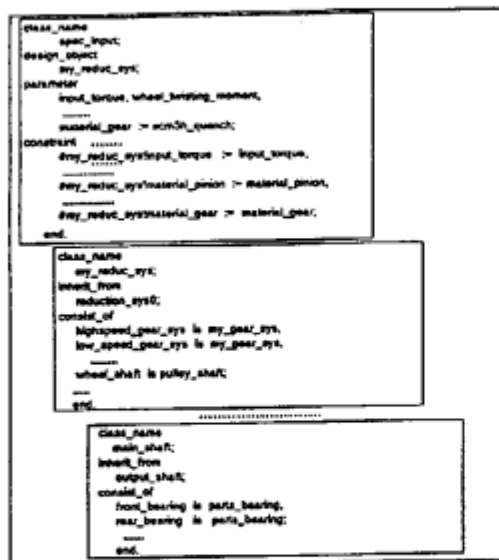 class_name
spec_input;
design_object
my_reduc_sys;
parameter
input_torque, wheel_twisting_moment,
........
material_gear := scm3h_quench;
constraint ........
#my_reduc_sys!input_torque := input_torque,
............
#my_reduc_sys!material_pinion := material_pinion,
............
#my_reduc_sys!material_gear := material_gear;
end.
class_name
my_reduc_sys;
inherit_from
reduction_sys0;
consist_of
highspeed_gear_sys is my_gear_sys,
low_speed_gear_sys is my_gear_sys,
........
wheel_shaft is pulley_shaft;
.....
end.
..............................
class_name
main_shaft;
inherit_from
output_shaft;
consist_of
front_bearing is parts_bearing,
rear_bearing is parts_bearing;
......
end.